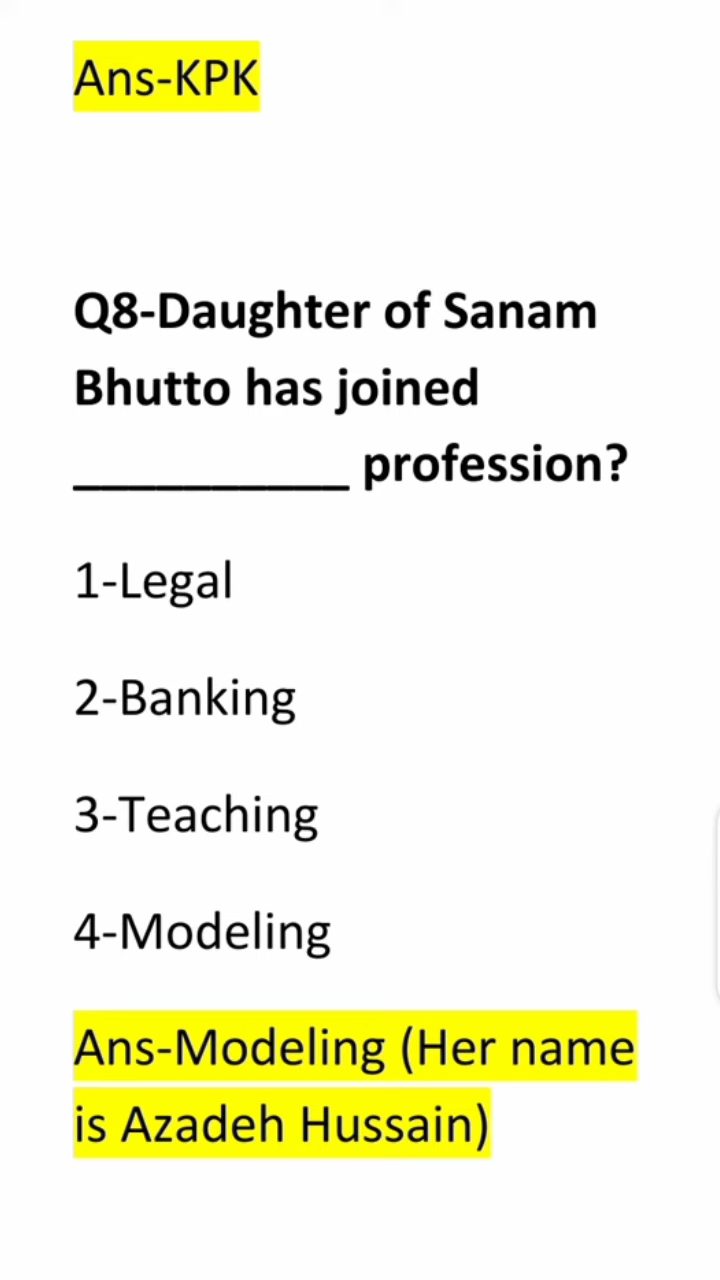 Ans-KPK
Q8-Daughter of Sanam
Bhutto has joined
___________ profession?
1-Legal
2-Banking
3-Teaching
4-Modeling
Ans-Modeling (Her name
is Azadeh Hussain)